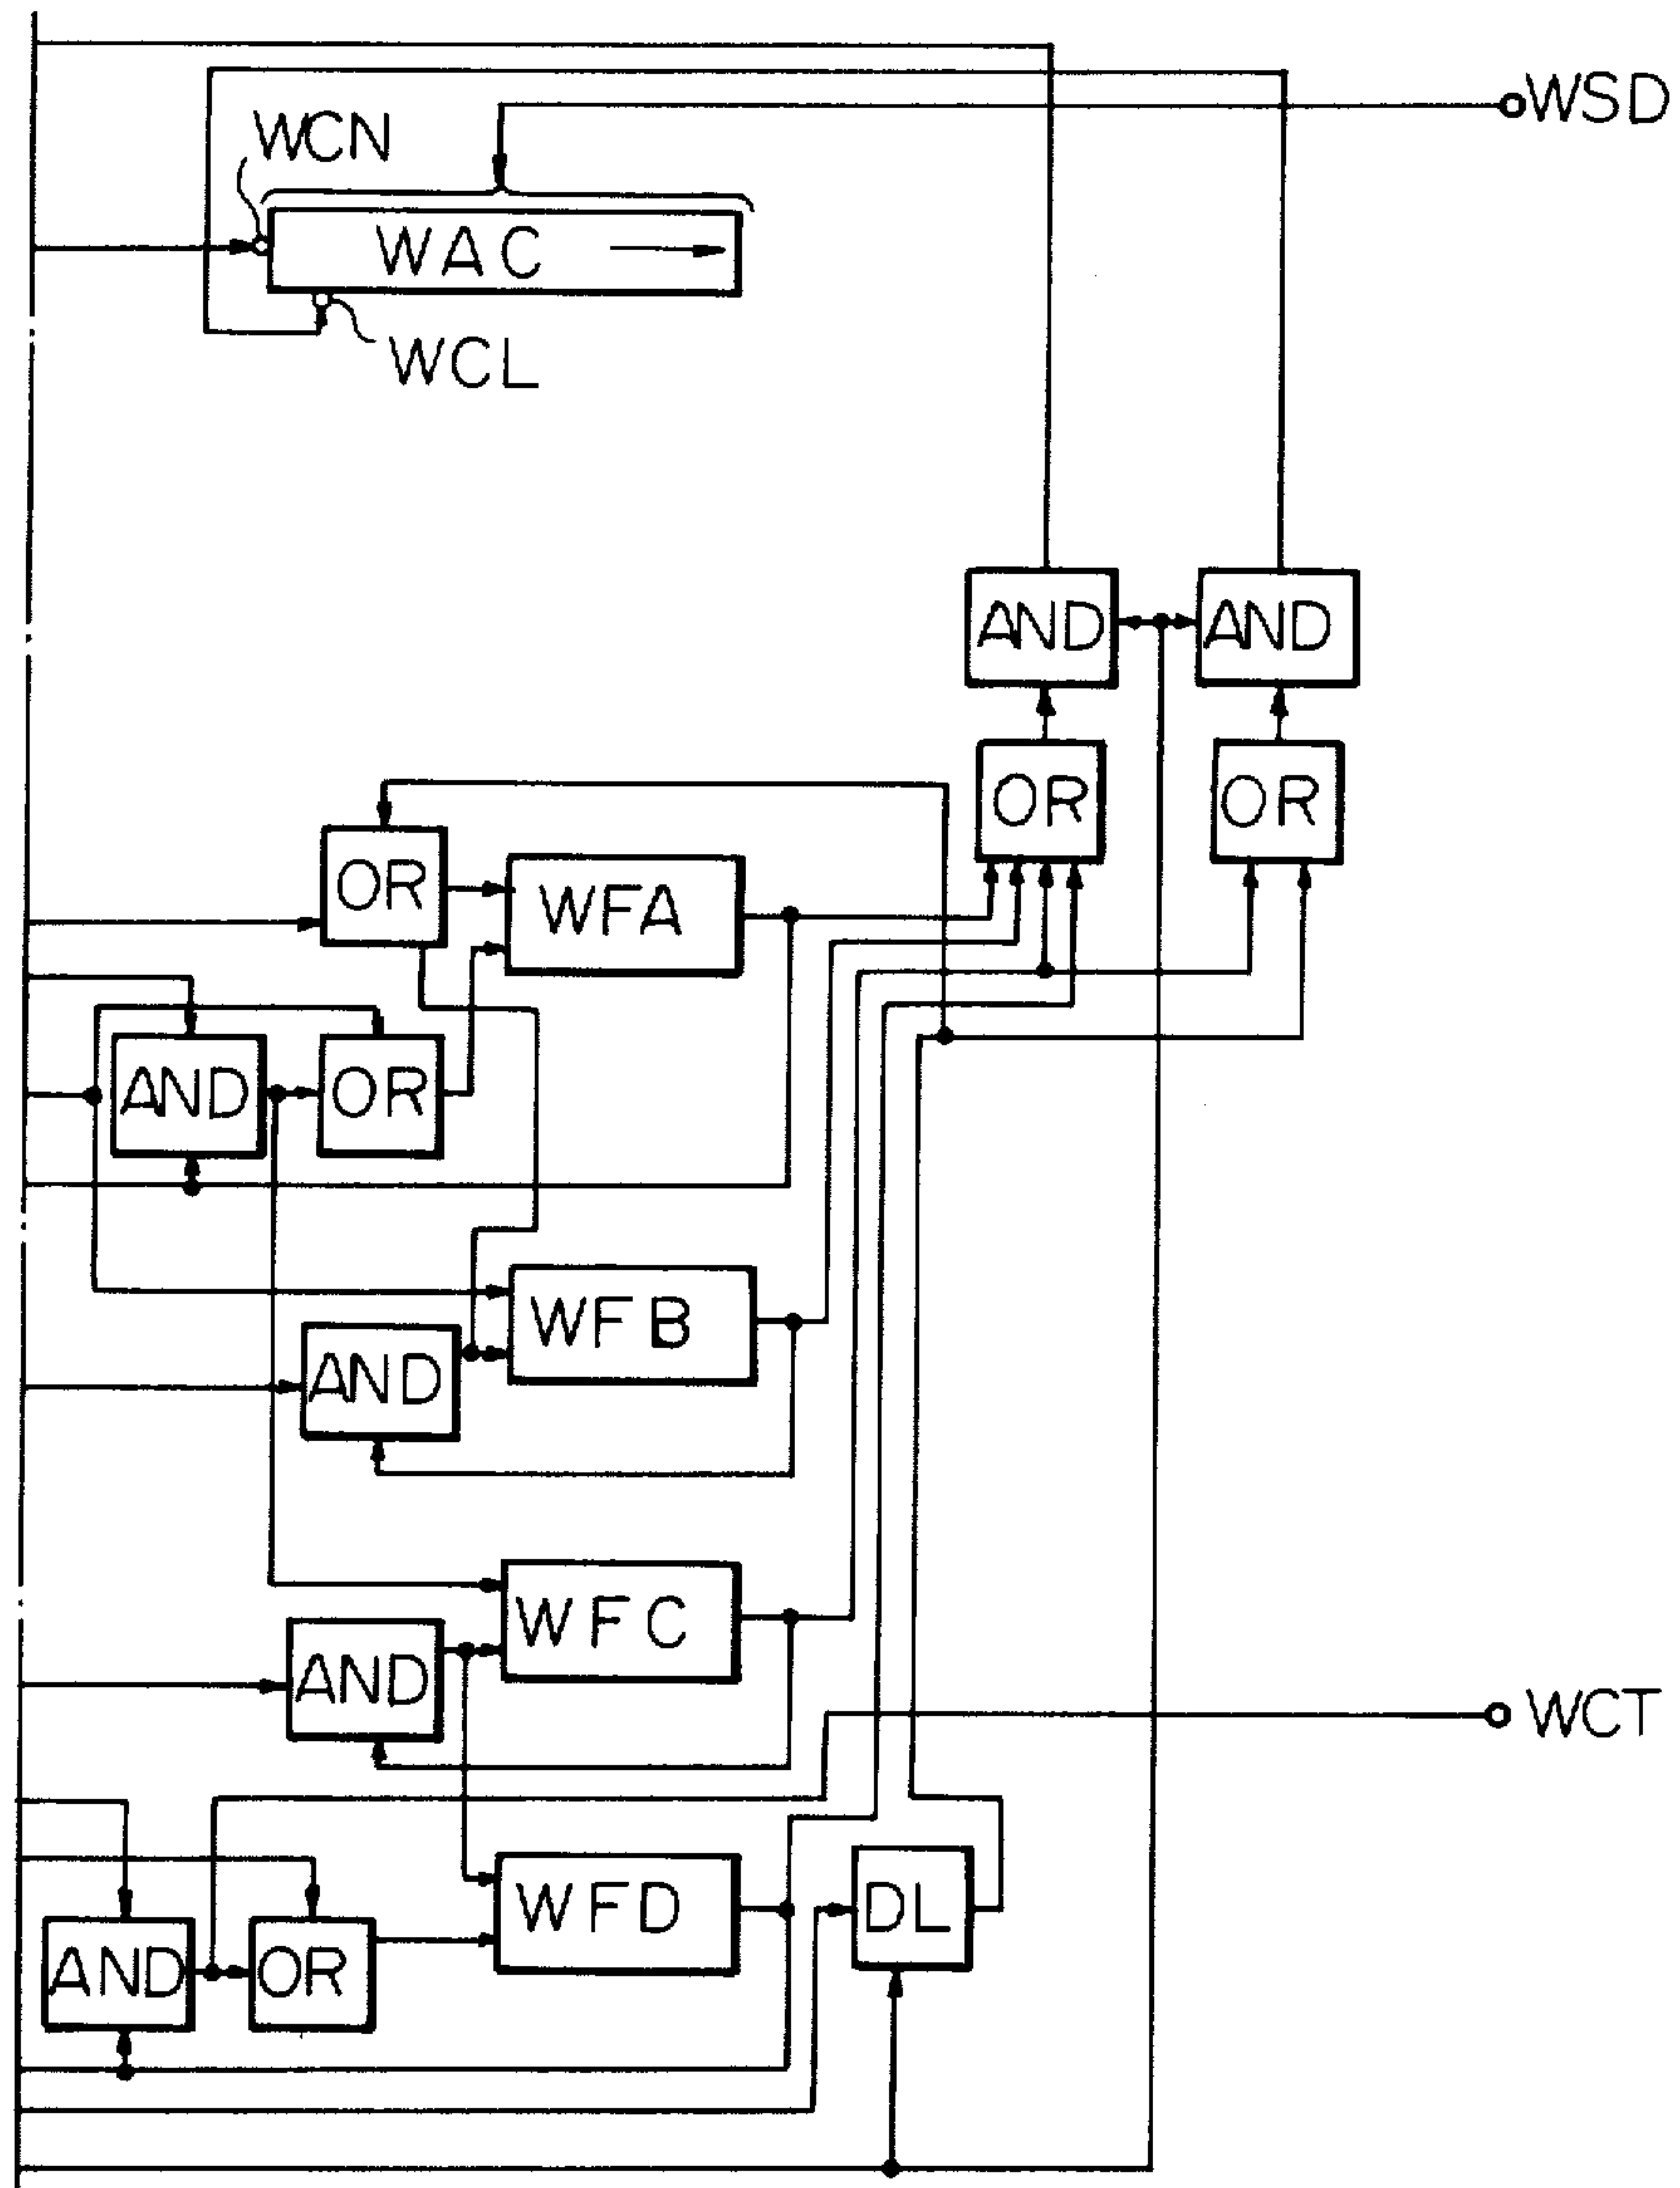 WSD
WCN
WAC
WCL
AND AND
OR OR
OR WFA
AND OR
WFB
AND
WFC
AND
WCT
WFD DL
AND OR